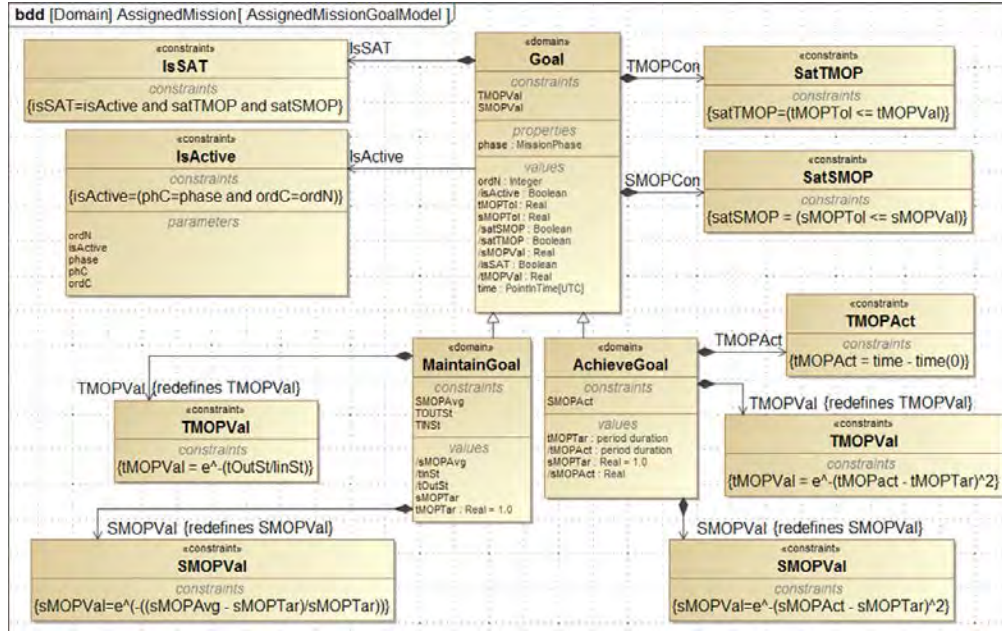 bdd [Domain] AssignedMission[ AssignedMissionGoalModel ]
«constraint»
IsSAT
constraints
{isSAT=isActive and satTMOP and satSMOP}
IsSAT
«domain»
Goal
constraints
TMOPVal
SMOPVal
properties
phase : MissionPhase
values
ordN : Integer
/isActive : Boolean
tMOPTol : Real
sMOPTol : Real
/satSMOP : Boolean
/satTMOP : Boolean
/sMOPVal : Real
/isSAT : Boolean
/tMOPVal : Real
time : PointInTime[UTC]
TMOPCon
«constraint»
SatTMOP
constraints
{satTMOP=(tMOPTol <= tMOPVal)}
«constraint»
IsActive
constraints
{isActive=(phC=phase and ordC=ordN)}
parameters
ordN
isActive
phase
phC
ordC
IsActive
SMOPCon
«constraint»
SatSMOP
constraints
{satSMOP = (sMOPTol <= sMOPVal)}
«domain»
MaintainGoal
constraints
SMOPAvg
TOUTSt
TINSt
values
/sMOPAvg
/tinSt
/tOutSt
sMOPTar
tMOPTar : Real = 1.0
«domain»
AchieveGoal
constraints
SMOPAct
values
tMOPTar : period duration
/tMOPAct : period duration
sMOPTar : Real = 1.0
/sMOPAct : Real
TMOPAct
«constraint»
TMOPAct
constraints
{tMOPAct = time - time(0)}
TMOPVal {redefines TMOPVal}
«constraint»
TMOPVal
constraints
{tMOPVal = e^-(tOutSt/linSt)}
TMOPVal {redefines TMOPVal}
«constraint»
TMOPVal
constraints
{tMOPVal = e^-(tMOPact - tMOPTar)^2}
SMOPVal {redefines SMOPVal}
«constraint»
SMOPVal
constraints
{sMOPVal=e^(-((sMOPAvg - sMOPTar)/sMOPTar))}
SMOPVal {redefines SMOPVal}
«constraint»
SMOPVal
constraints
{sMOPVal=e^-(sMOPAct - sMOPTar)^2}